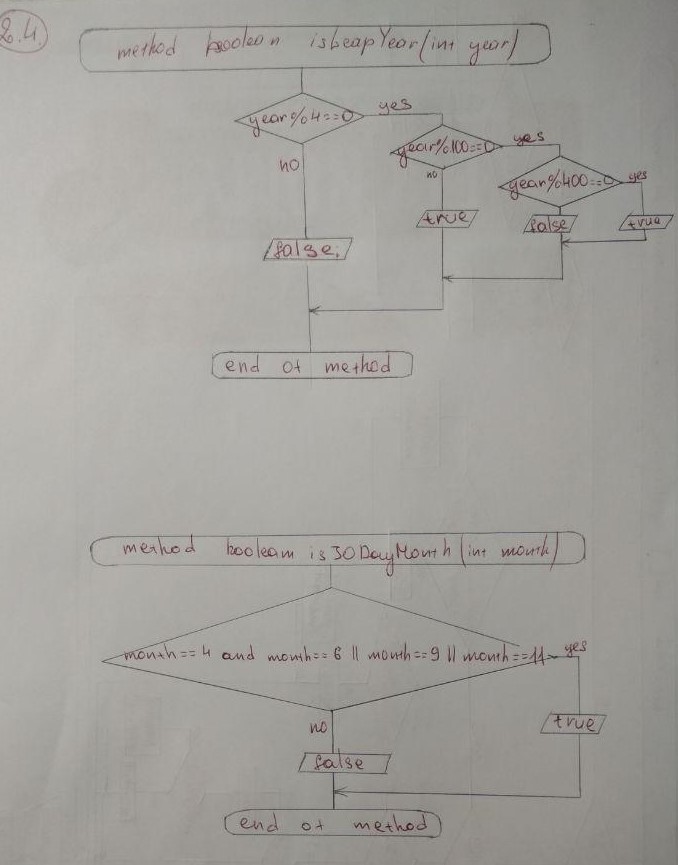 2.4.
method boolean isLeapYear(int year)
year%4==0
yes
year%100==0
yes
no
no
year%400==0
yes
true
false
true
false;
end of method
method boolean is30DayMonth(int month)
month==4 and month==6 || month==9 || month==11
yes
no
true
false
end of method